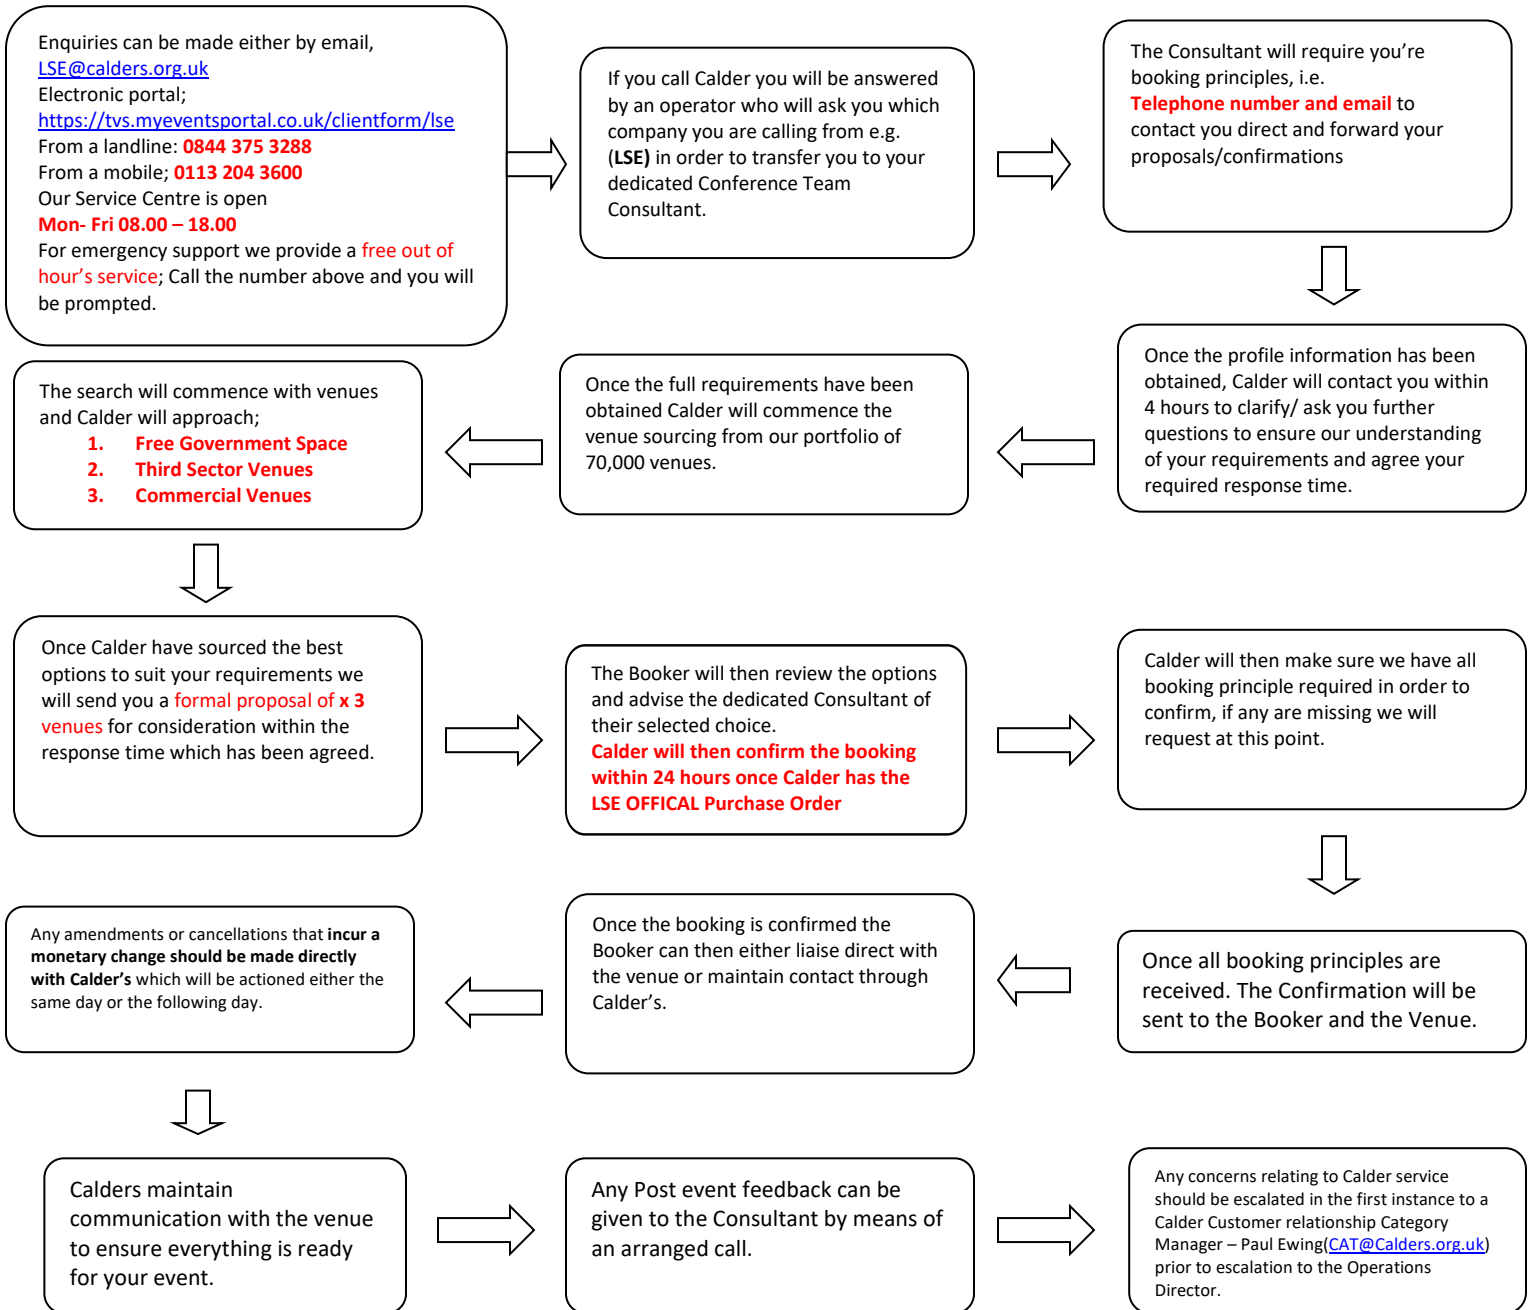 Enquiries can be made either by email,
LSE@calders.org.uk
Electronic portal;
https://tvs.myeventsportal.co.uk/clientform/lse
From a landline: 0844 375 3288
From a mobile; 0113 204 3600
Our Service Centre is open
Mon- Fri 08.00 – 18.00
For emergency support we provide a free out of
hour's service; Call the number above and you will
be prompted.
If you call Calder you will be answered
by an operator who will ask you which
company you are calling from e.g.
(LSE) in order to transfer you to your
dedicated Conference Team
Consultant.
The Consultant will require you're
booking principles, i.e.
Telephone number and email to
contact you direct and forward your
proposals/confirmations
Once the profile information has been
obtained, Calder will contact you within
4 hours to clarify/ ask you further
questions to ensure our understanding
of your requirements and agree your
required response time.
Once the full requirements have been
obtained Calder will commence the
venue sourcing from our portfolio of
70,000 venues.
The search will commence with venues
and Calder will approach;
1. Free Government Space
2. Third Sector Venues
3. Commercial Venues
Once Calder have sourced the best
options to suit your requirements we
will send you a formal proposal of x 3
venues for consideration within the
response time which has been agreed.
The Booker will then review the options
and advise the dedicated Consultant of
their selected choice.
Calder will then confirm the booking
within 24 hours once Calder has the
LSE OFFICAL Purchase Order
Calder will then make sure we have all
booking principle required in order to
confirm, if any are missing we will
request at this point.
Once all booking principles are
received. The Confirmation will be
sent to the Booker and the Venue.
Once the booking is confirmed the
Booker can then either liaise direct with
the venue or maintain contact through
Calder's.
Any amendments or cancellations that incur a
monetary change should be made directly
with Calder's which will be actioned either the
same day or the following day.
Calders maintain
communication with the venue
to ensure everything is ready
for your event.
Any Post event feedback can be
given to the Consultant by means of
an arranged call.
Any concerns relating to Calder service
should be escalated in the first instance to a
Calder Customer relationship Category
Manager – Paul Ewing(CAT@Calders.org.uk)
prior to escalation to the Operations
Director.